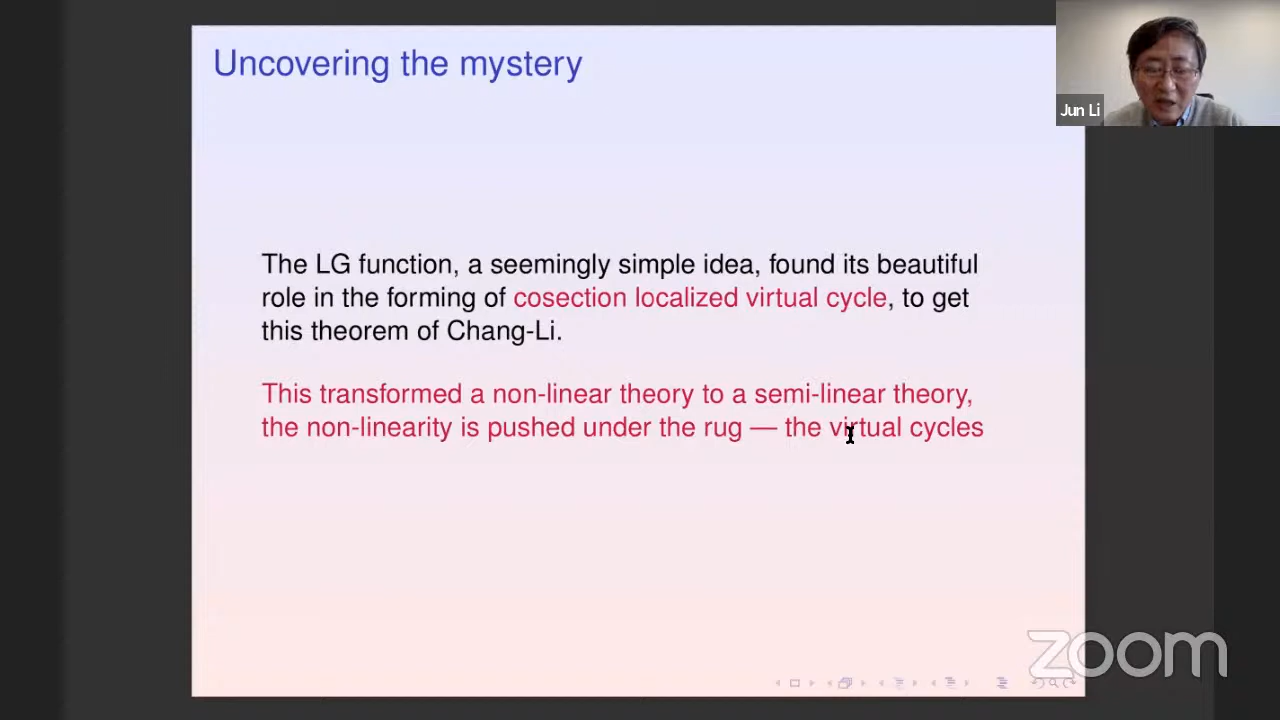 Uncovering the mystery
Jun Li
The LG function, a seemingly simple idea, found its beautiful
role in the forming of cosection localized virtual cycle, to get
this theorem of Chang-Li.
This transformed a non-linear theory to a semi-linear theory,
the non-linearity is pushed under the rug — the virtual cycles
zoom